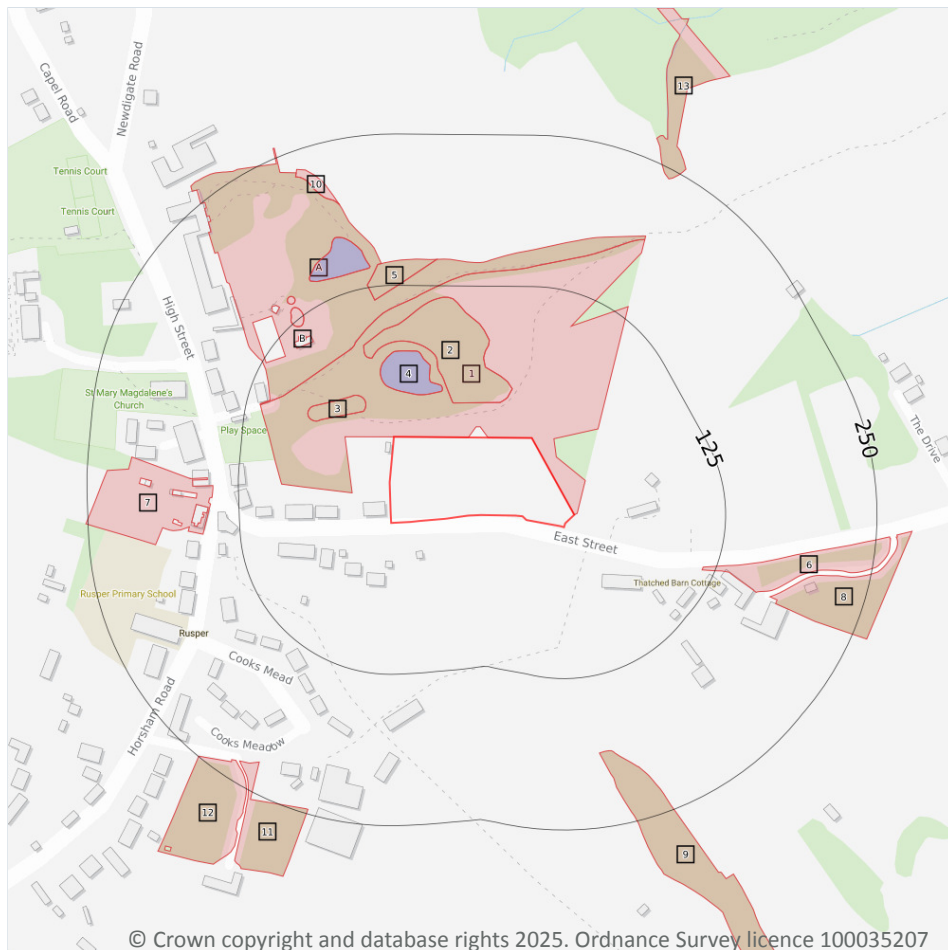 Capel Road
Newdigate Road
13
Tennis Court
10
Tennis Court
A
5
High Street
B
2
4
1
St Mary Magdalene's
Church
3
Play Space
125
250
The Drive
7
East Street
6
Thatched Barn Cottage
8
Rusper Primary School
Rusper
Cooks Mead
Horsham Road
Cooks Meadow
12
11
9
© Crown copyright and database rights 2025. Ordnance Survey licence 100035207